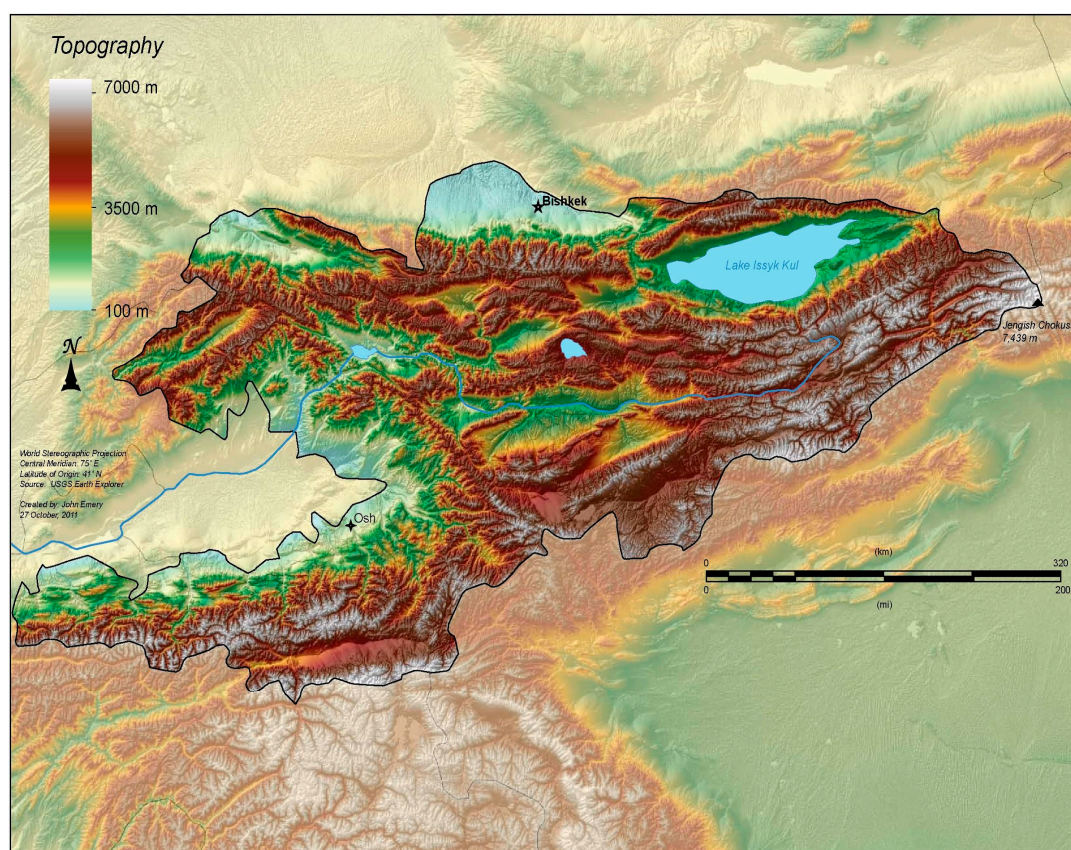 Topography
7000 m
3500 m
100 m
N
Bishkek
Lake Issyk Kul
Jengish Chokusu
7,439 m
World Stereographic Projection
Central Meridian: 75° E
Latitude of Origin: 41° N
Source: USGS Earth Explorer
Created by: John Emery
27 October, 2011
Osh
(km)
0
320
0
200
(mi)